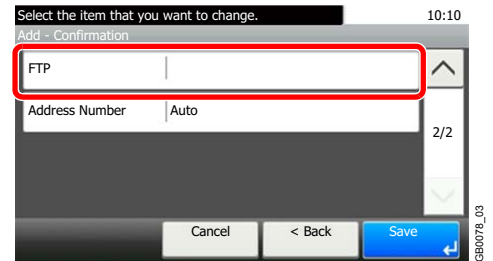 Select the item that you want to change. 10:10
Add - Confirmation
FTP
Address Number Auto
2/2
Cancel < Back Save
GB0078_03